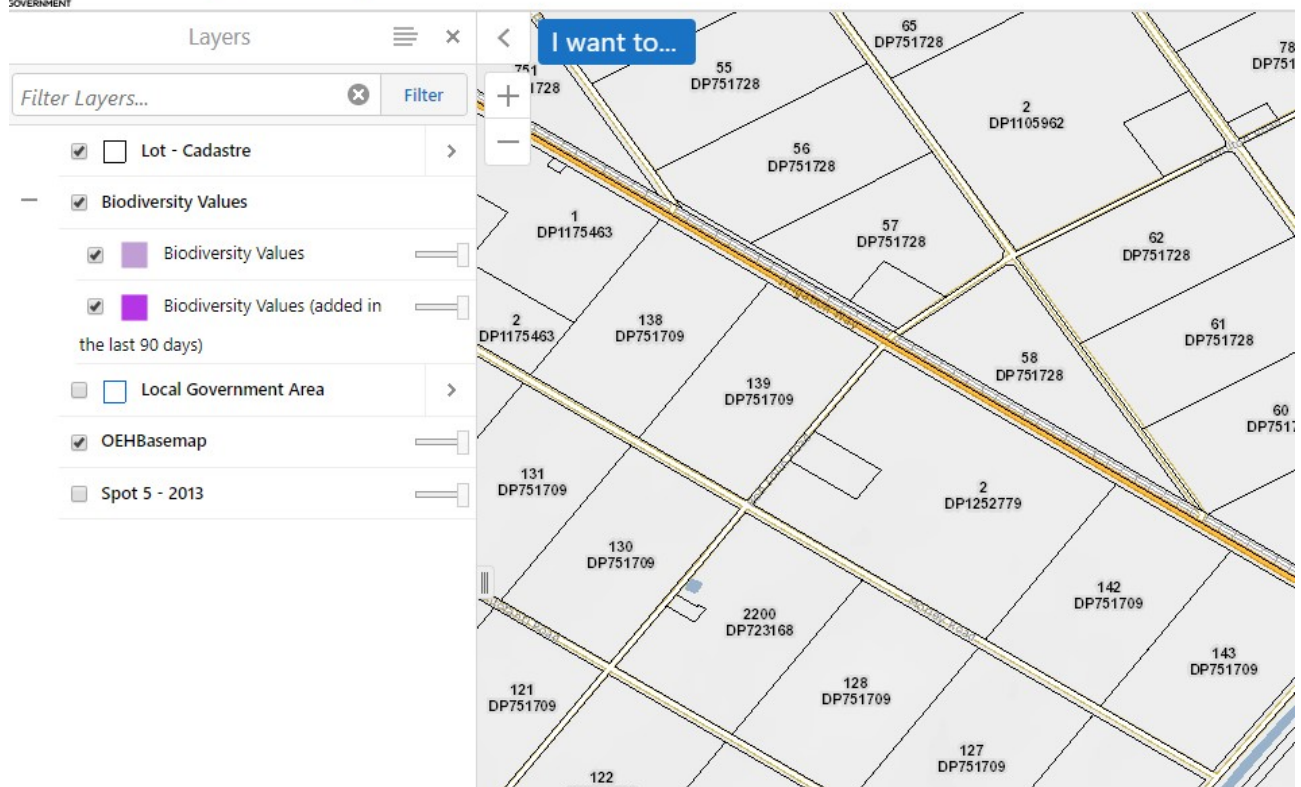 GOVERNMENT
Layers
Filter Layers...
Filter
Lot - Cadastre
Biodiversity Values
Biodiversity Values
Biodiversity Values (added in
the last 90 days)
Local Government Area
OEHBasemap
Spot 5 - 2013
I want to...
65
DP751728
55
DP751728
2
DP1105962
56
DP751728
1
DP1175463
57
DP751728
62
DP751728
2
DP1175463
138
DP751709
61
DP751728
58
DP751728
139
DP751709
60
131
DP751709
2
DP1252779
130
DP751709
142
DP751709
2200
DP723168
143
DP751709
121
DP751709
128
DP751709
127
DP751709
122